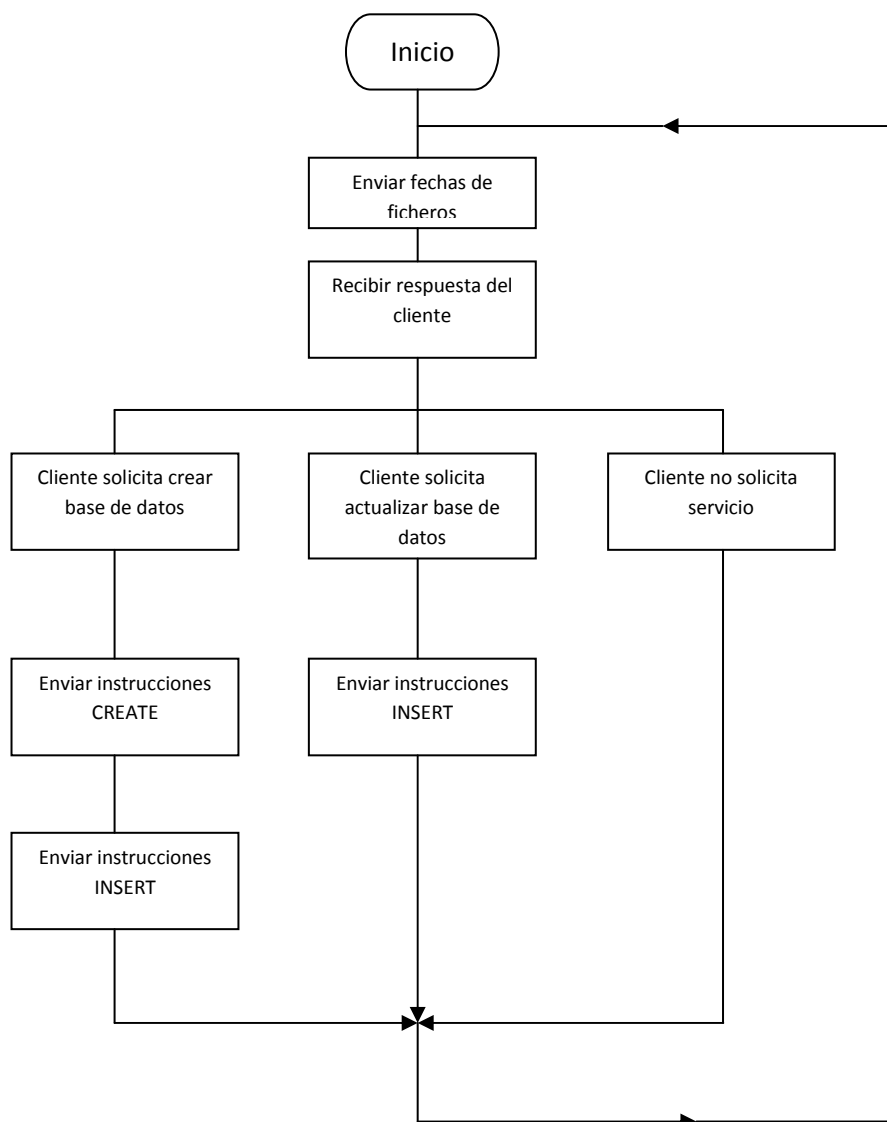 Inicio
Enviar fechas de
ficheros
Recibir respuesta del
cliente
Cliente solicita crear
base de datos
Cliente solicita
actualizar base de
datos
Cliente no solicita
servicio
Enviar instrucciones
CREATE
Enviar instrucciones
INSERT
Enviar instrucciones
INSERT